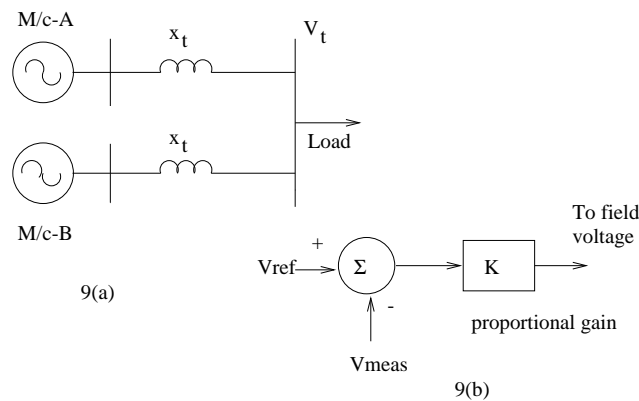 M/c-A
x t
V t
Load
x t
M/c-B
To field
voltage
+
Vref
Σ
K
-
9(a)
proportional gain
Vmeas
9(b)